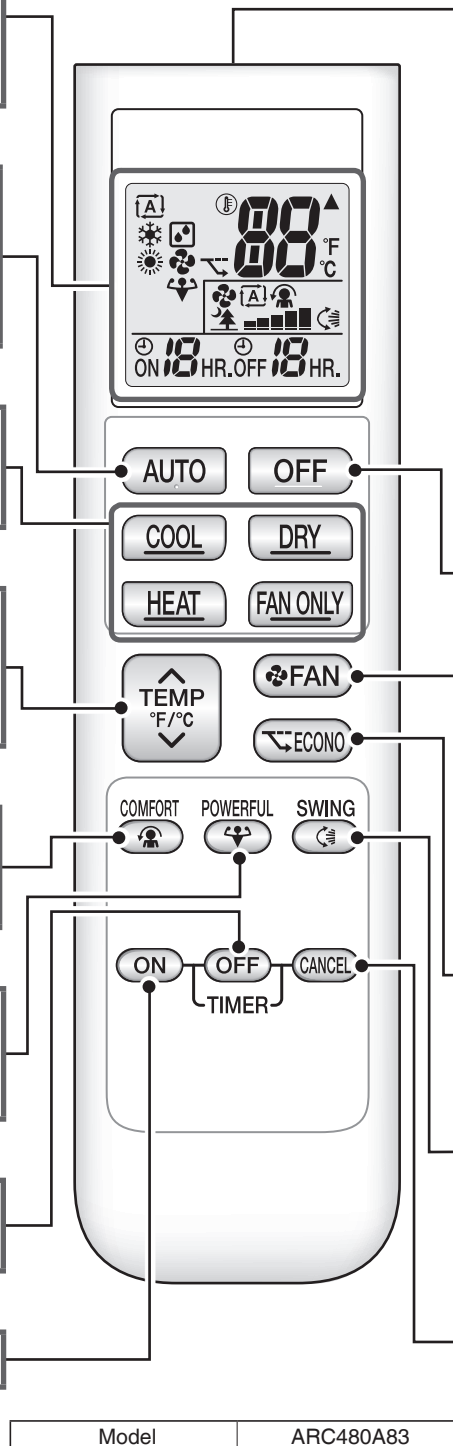 A
88
°F
°C
A
ON 18 HR. OFF 18 HR.
AUTO OFF
COOL DRY
HEAT FAN ONLY
TEMP
°F/°C
FAN
ECONO
COMFORT POWERFUL SWING
ON OFF CANCEL
TIMER
Model ARC480A83